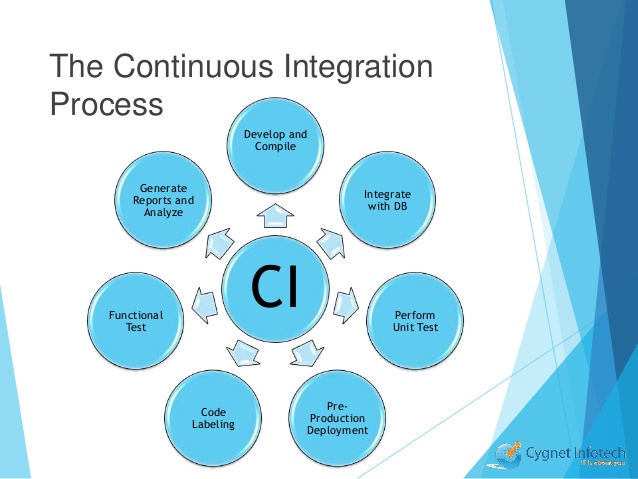 The Continuous Integration
Process
Develop and
Compile
Integrate
with DB
Perform
Unit Test
Pre-
Production
Deployment
Code
Labeling
Functional
Test
Generate
Reports and
Analyze
CI
Cygnet Infotech